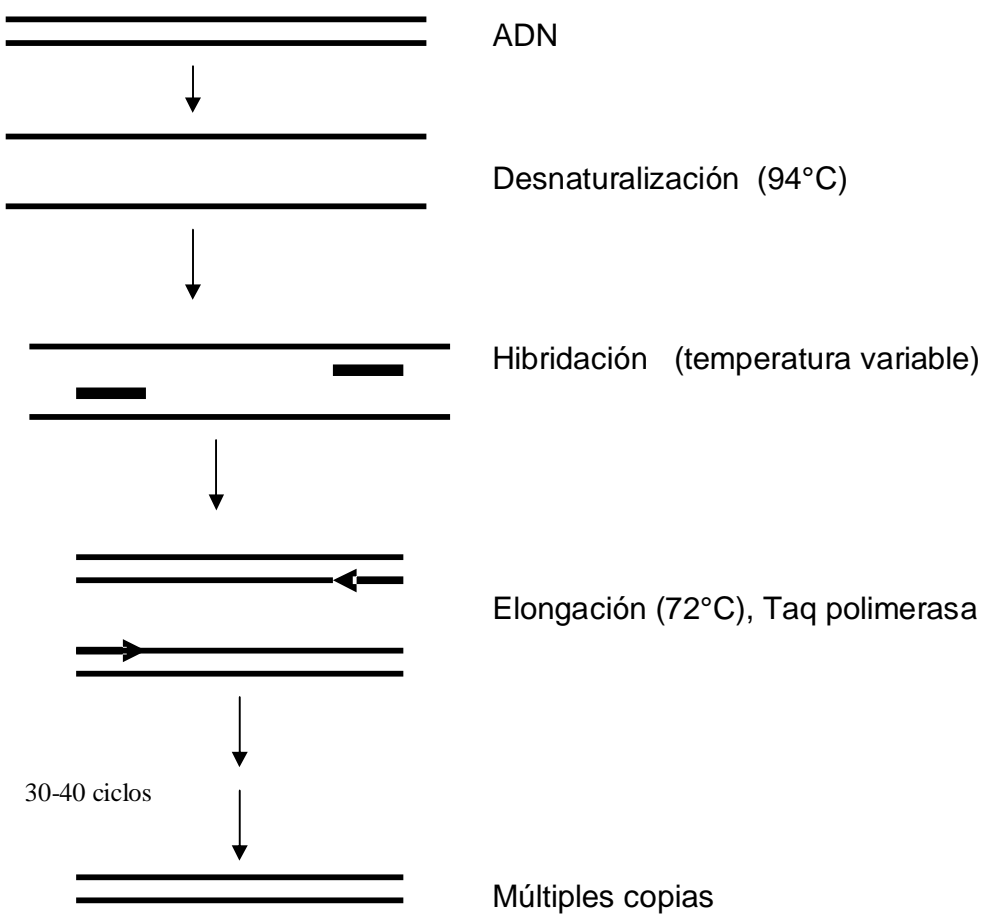 ADN
Desnaturalización (94°C)
Hibridación (temperatura variable)
Elongación (72°C), Taq polimerasa
30-40 ciclos
Múltiples copias